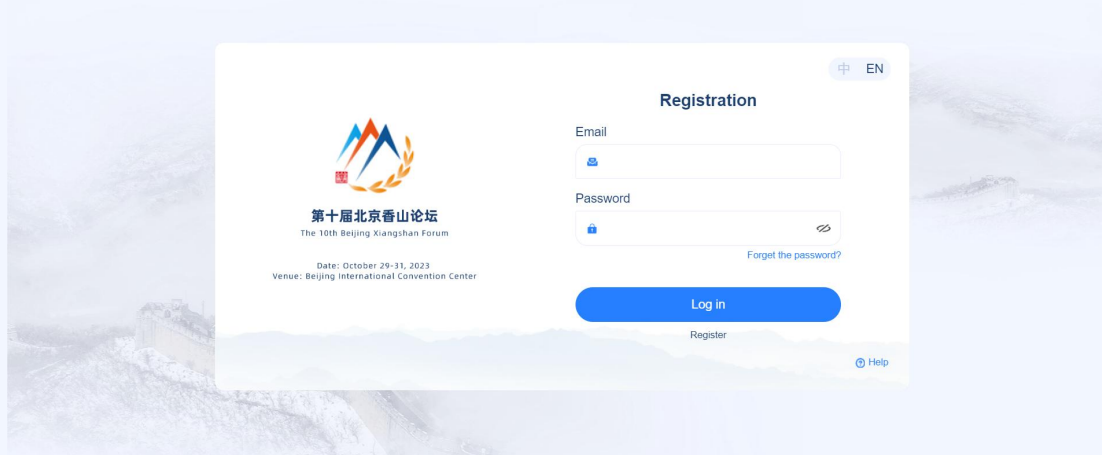 中 EN
Registration
Email
Password
Forget the password?
Log in
Register
Help
第十届北京香山论坛
The 10th Beijing Xiangshan Forum
Date: October 29-31, 2023
Venue: Beijing International Convention Center